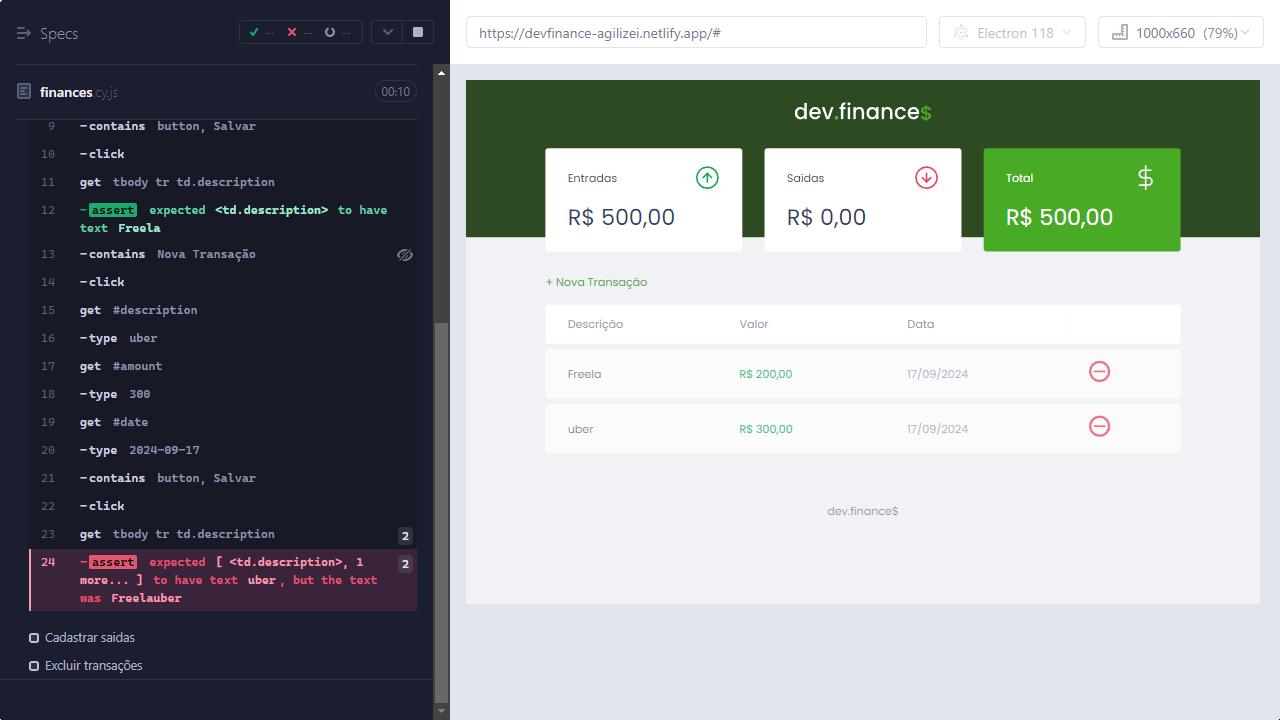 Specs
-- -- --
finances.cy.js 00:10
9 -contains button, Salvar
10 -click
11 get tbody tr td.description
12 -assert expected <td.description> to have
text Freela
13 -contains Nova Transação
14 -click
15 get #description
16 -type uber
17 get #amount
18 -type 300
19 get #date
20 -type 2024-09-17
21 -contains button, Salvar
22 -click
23 get tbody tr td.description 2
24 -assert expected [ <td.description>, 1 2
more... ] to have text uber, but the text
was Freelauber
Cadastrar saidas
Excluir transações
https://devfinance-agilizei.netlify.app/#
Electron 118
1000x660 (79%)
dev.finance$
Entradas
R$ 500,00
Saídas
R$ 0,00
Total
$
R$ 500,00
+ Nova Transação
Descrição Valor Data
Freela R$ 200,00 17/09/2024
uber R$ 300,00 17/09/2024
dev.finance$